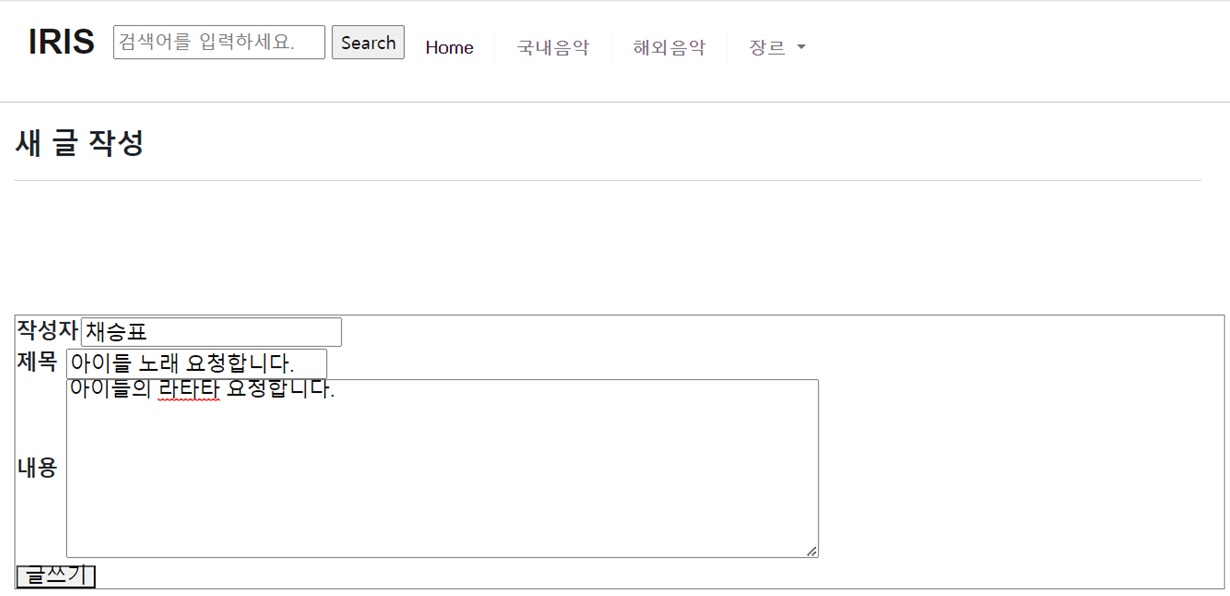 IRIS 검색어를 입력하세요. Search Home 국내음악 해외음악 장르
새 글 작성
작성자 채승표
제목 아이들 노래 요청합니다.
아이들의 라타타 요청합니다.
내용
글쓰기